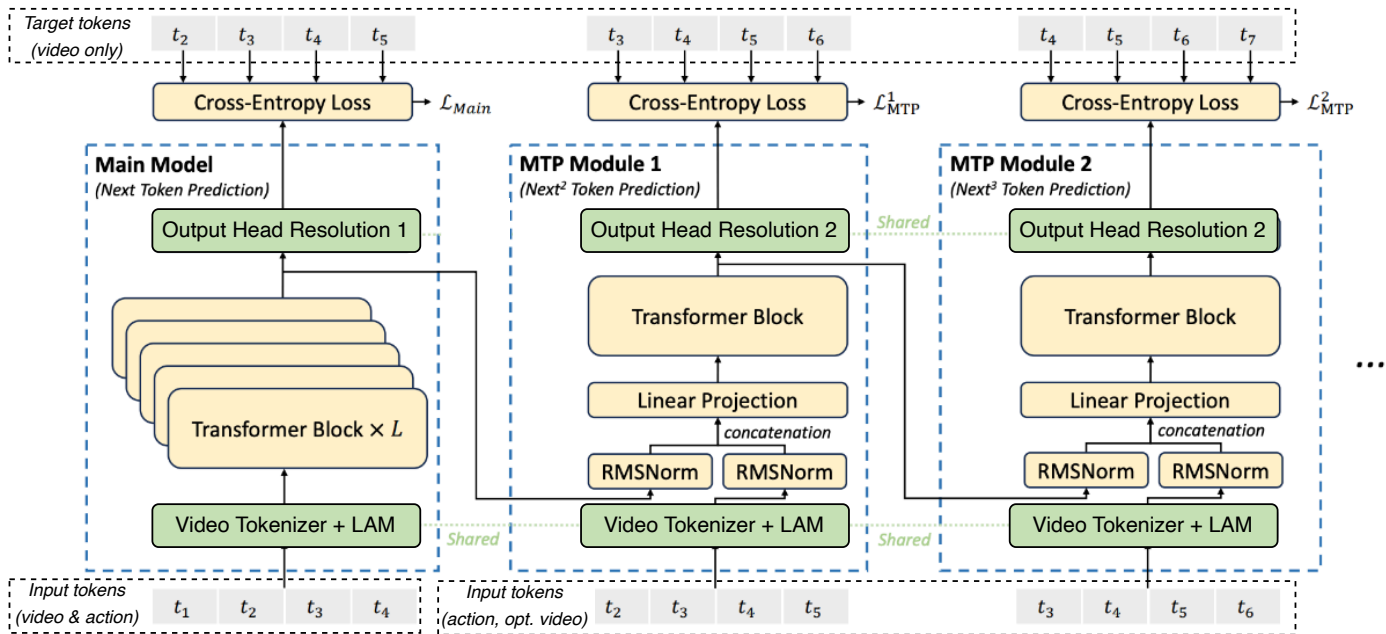 Target tokens
(video only)
t₂ t₃ t₄ t₅
t₃ t₄ t₅ t₆
t₄ t₅ t₆ t₇
Cross-Entropy Loss
ℒ_Main
Cross-Entropy Loss
ℒ¹_MTP
Cross-Entropy Loss
ℒ²_MTP
Main Model
(Next Token Prediction)
Output Head Resolution 1
Transformer Block × L
Video Tokenizer + LAM
Shared
MTP Module 1
(Next² Token Prediction)
Output Head Resolution 2
Transformer Block
Linear Projection
concatenation
RMSNorm RMSNorm
Video Tokenizer + LAM
Shared
Shared
MTP Module 2
(Next³ Token Prediction)
Output Head Resolution 2
Transformer Block
Linear Projection
concatenation
RMSNorm RMSNorm
Video Tokenizer + LAM
...
Input tokens
(video & action)
t₁ t₂ t₃ t₄
Input tokens
(action, opt. video)
t₂ t₃ t₄ t₅
t₃ t₄ t₅ t₆